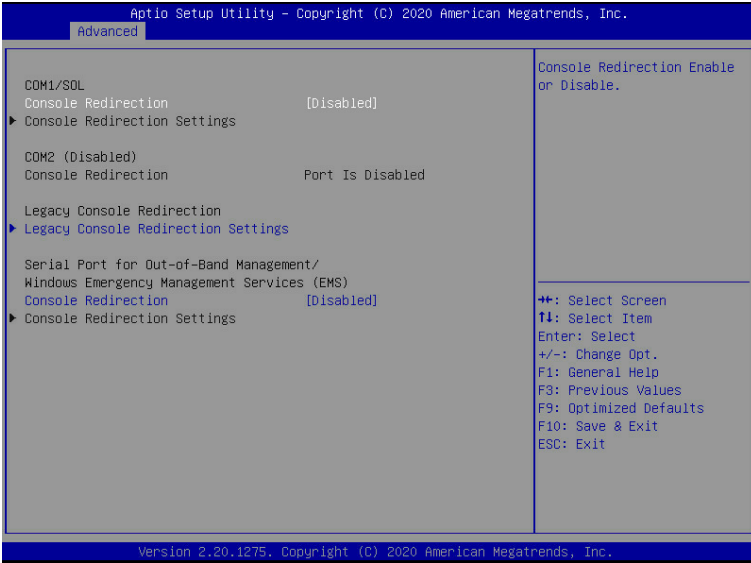 Aptio Setup Utility – Copyright (C) 2020 American Megatrends, Inc.
Advanced
COM1/SOL
Console Redirection [Disabled]
▶ Console Redirection Settings
COM2 (Disabled)
Console Redirection Port Is Disabled
Legacy Console Redirection
▶ Legacy Console Redirection Settings
Serial Port for Out-of-Band Management/
Windows Emergency Management Services (EMS)
Console Redirection [Disabled]
▶ Console Redirection Settings
Console Redirection Enable
or Disable.
→←: Select Screen
↑↓: Select Item
Enter: Select
+/-: Change Opt.
F1: General Help
F3: Previous Values
F9: Optimized Defaults
F10: Save & Exit
ESC: Exit
Version 2.20.1275. Copyright (C) 2020 American Megatrends, Inc.